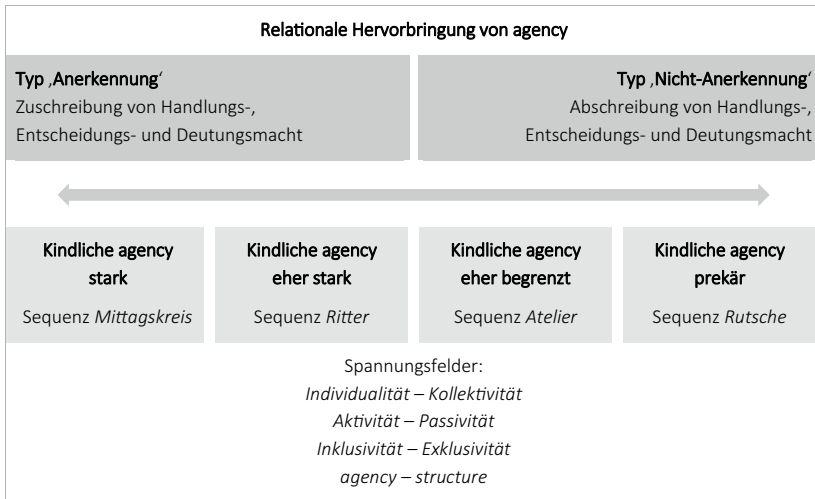 Relationale Hervorbringung von agency
Typ ‚Anerkennung‘
Zuschreibung von Handlungs-,
Entscheidungs- und Deutungsmacht
Typ ‚Nicht-Anerkennung‘
Abschreibung von Handlungs-,
Entscheidungs- und Deutungsmacht
Kindliche agency
stark
Sequenz Mittagskreis
Kindliche agency
eher stark
Sequenz Ritter
Kindliche agency
eher begrenzt
Sequenz Atelier
Kindliche agency
prekär
Sequenz Rutsche
Spannungsfelder:
Individualität – Kollektivität
Aktivität – Passivität
Inklusivität – Exklusivität
agency – structure